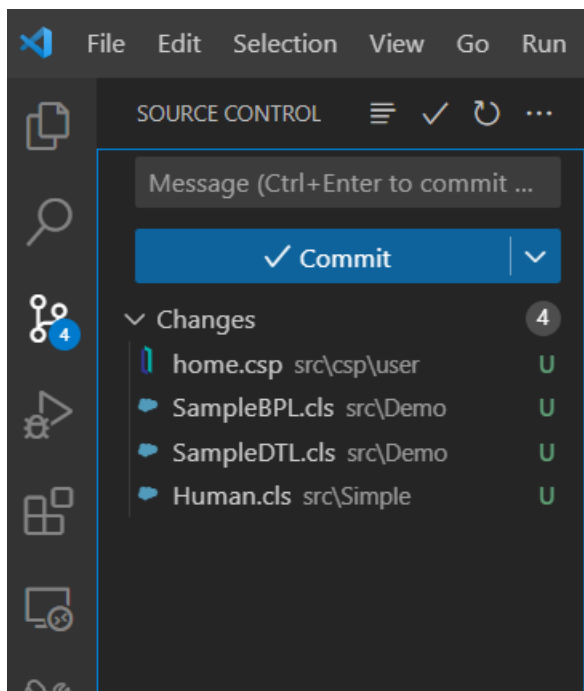 File Edit Selection View Go Run
SOURCE CONTROL
Message (Ctrl+Enter to commit ...
Commit
4
Changes 4
home.csp src\csp\user U
SampleBPL.cls src\Demo U
SampleDTL.cls src\Demo U
Human.cls src\Simple U